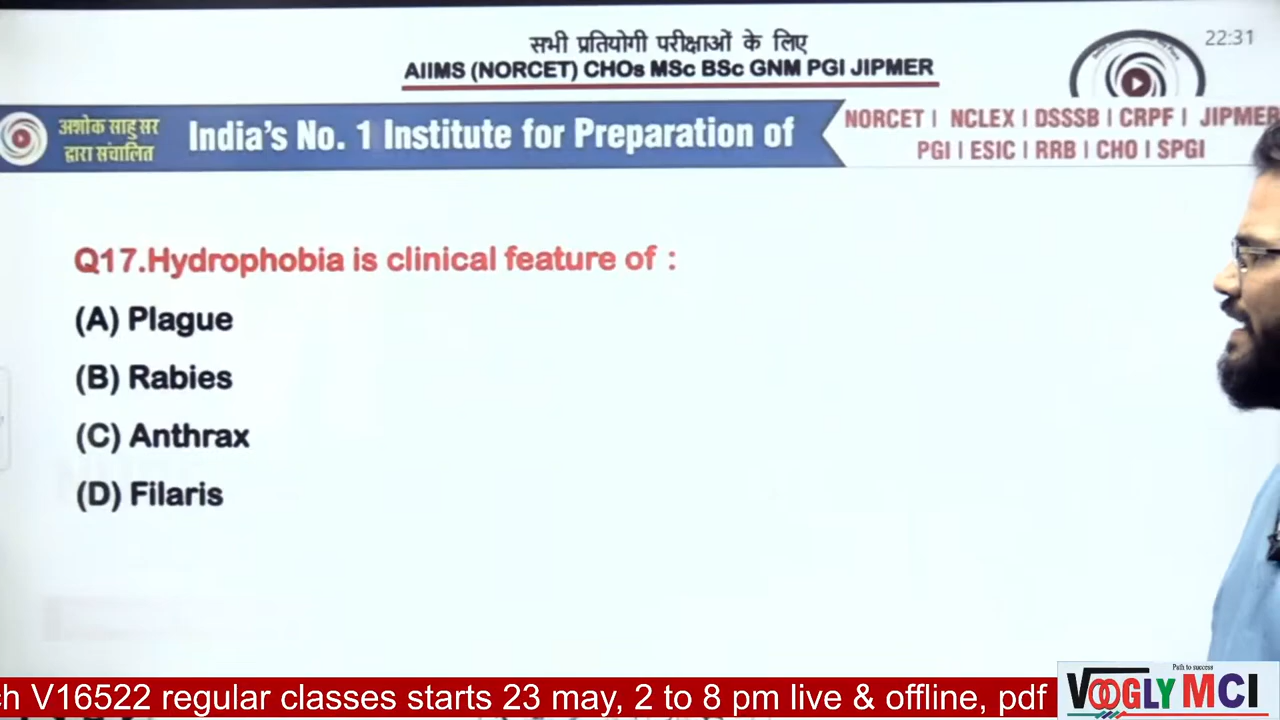 सभी प्रतियोगी परीक्षाओं के लिए
22:31
AIIMS (NORCET) CHOs MSc BSc GNM PGI JIPMER
अशोक साहु सर
द्वारा संचालित
India's No. 1 Institute for Preparation of
NORCET | NCLEX | DSSSB | CRPF | JIPMER
PGI | ESIC | RRB | CHO | SPGI
Q17.Hydrophobia is clinical feature of :
(A) Plague
(B) Rabies
(C) Anthrax
(D) Filaris
Path to success
ch V16522 regular classes starts 23 may, 2 to 8 pm live & offline, pdf
VOOGLY MCI